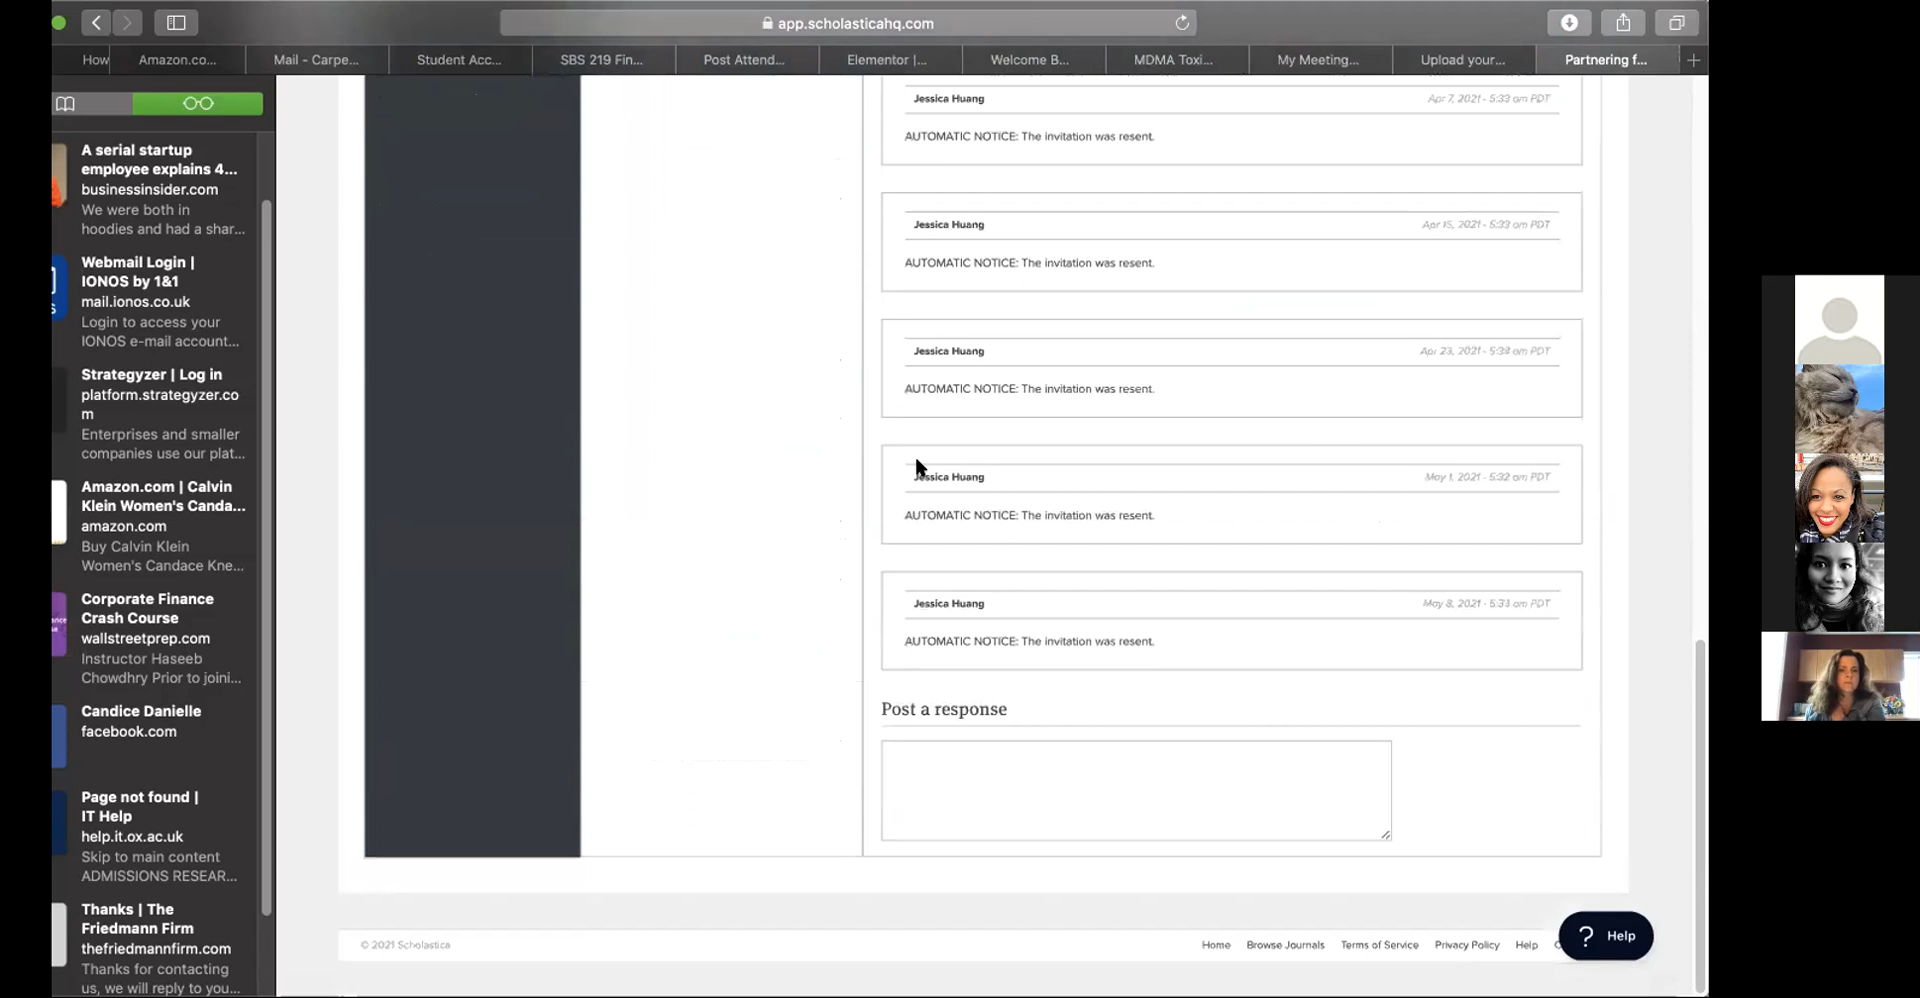 app.scholasticahq.com
How
Amazon.co...
Mail - Carpe...
Student Acc...
SBS 219 Fin...
Post Attend...
Elementor |...
Welcome B...
MDMA Toxi...
My Meeting...
Upload your...
Partnering f...
A serial startup
employee explains 4...
businessinsider.com
We were both in
hoodies and had a shar...
Webmail Login |
IONOS by 1&1
mail.ionos.co.uk
Login to access your
IONOS e-mail account...
Strategyzer | Log in
platform.strategyzer.co
m
Enterprises and smaller
companies use our plat...
Amazon.com | Calvin
Klein Women's Canda...
amazon.com
Buy Calvin Klein
Women's Candace Kne...
Corporate Finance
Crash Course
wallstreetprep.com
Instructor Haseeb
Chowdhry Prior to joini...
Candice Danielle
facebook.com
Page not found |
IT Help
help.it.ox.ac.uk
Skip to main content
ADMISSIONS RESEAR...
Thanks | The
Friedmann Firm
thefriedmannfirm.com
Thanks for contacting
us, we will reply to you...
Jessica Huang
Apr 7, 2021 - 5:33 am PDT
AUTOMATIC NOTICE: The invitation was resent.
Jessica Huang
Apr 15, 2021 - 5:33 am PDT
AUTOMATIC NOTICE: The invitation was resent.
Jessica Huang
Apr 23, 2021 - 5:34 am PDT
AUTOMATIC NOTICE: The invitation was resent.
Jessica Huang
May 1, 2021 - 5:32 am PDT
AUTOMATIC NOTICE: The invitation was resent.
Jessica Huang
May 8, 2021 - 5:33 am PDT
AUTOMATIC NOTICE: The invitation was resent.
Post a response
© 2021 Scholastica
Home
Browse Journals
Terms of Service
Privacy Policy
Help
? Help